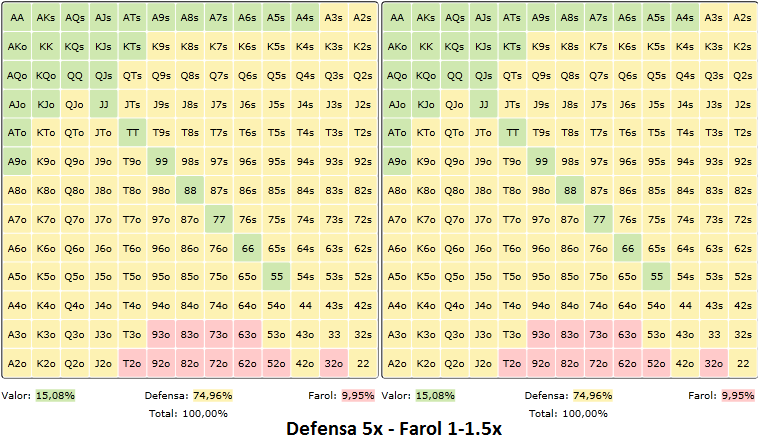 AA AKs AQs AJs ATs A9s A8s A7s A6s A5s A4s A3s A2s AA AKs AQs AJs ATs A9s A8s A7s A6s A5s A4s A3s A2s
AKo KK KQs KJs KTs K9s K8s K7s K6s K5s K4s K3s K2s AKo KK KQs KJs KTs K9s K8s K7s K6s K5s K4s K3s K2s
AQo KQo QQ QJs QTs Q9s Q8s Q7s Q6s Q5s Q4s Q3s Q2s AQo KQo QQ QJs QTs Q9s Q8s Q7s Q6s Q5s Q4s Q3s Q2s
AJo KJo QJo JJ JTs J9s J8s J7s J6s J5s J4s J3s J2s AJo KJo QJo JJ JTs J9s J8s J7s J6s J5s J4s J3s J2s
ATo KTo QTo JTo TT T9s T8s T7s T6s T5s T4s T3s T2s ATo KTo QTo JTo TT T9s T8s T7s T6s T5s T4s T3s T2s
A9o K9o Q9o J9o T9o 99 98s 97s 96s 95s 94s 93s 92s A9o K9o Q9o J9o T9o 99 98s 97s 96s 95s 94s 93s 92s
A8o K8o Q8o J8o T8o 98o 88 87s 86s 85s 84s 83s 82s A8o K8o Q8o J8o T8o 98o 88 87s 86s 85s 84s 83s 82s
A7o K7o Q7o J7o T7o 97o 87o 77 76s 75s 74s 73s 72s A7o K7o Q7o J7o T7o 97o 87o 77 76s 75s 74s 73s 72s
A6o K6o Q6o J6o T6o 96o 86o 76o 66 65s 64s 63s 62s A6o K6o Q6o J6o T6o 96o 86o 76o 66 65s 64s 63s 62s
A5o K5o Q5o J5o T5o 95o 85o 75o 65o 55 54s 53s 52s A5o K5o Q5o J5o T5o 95o 85o 75o 65o 55 54s 53s 52s
A4o K4o Q4o J4o T4o 94o 84o 74o 64o 54o 44 43s 42s A4o K4o Q4o J4o T4o 94o 84o 74o 64o 54o 44 43s 42s
A3o K3o Q3o J3o T3o 93o 83o 73o 63o 53o 43o 33 32s A3o K3o Q3o J3o T3o 93o 83o 73o 63o 53o 43o 33 32s
A2o K2o Q2o J2o T2o 92o 82o 72o 62o 52o 42o 32o 22 A2o K2o Q2o J2o T2o 92o 82o 72o 62o 52o 42o 32o 22
Valor: 15,08% Defensa: 74,96% Farol: 9,95% Valor: 15,08% Defensa: 74,96% Farol: 9,95%
Total: 100,00% Total: 100,00%
Defensa 5x - Farol 1-1.5x